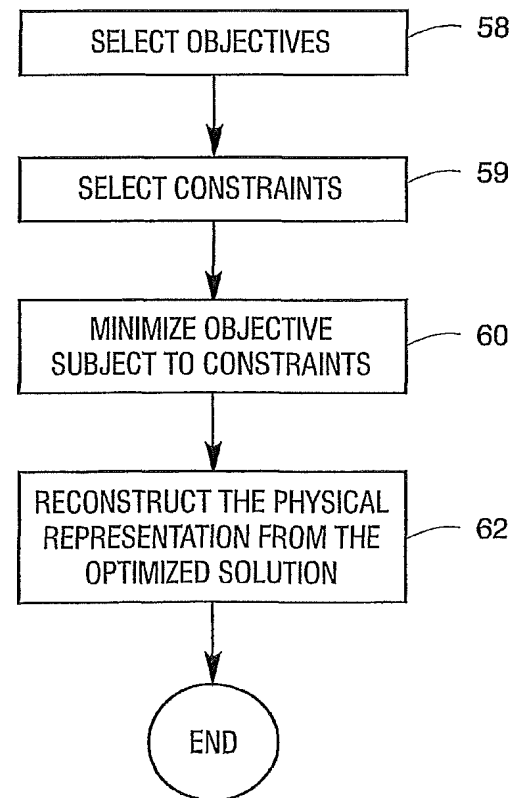 SELECT OBJECTIVES
58
SELECT CONSTRAINTS
59
MINIMIZE OBJECTIVE
SUBJECT TO CONSTRAINTS
60
RECONSTRUCT THE PHYSICAL
REPRESENTATION FROM THE
OPTIMIZED SOLUTION
62
END